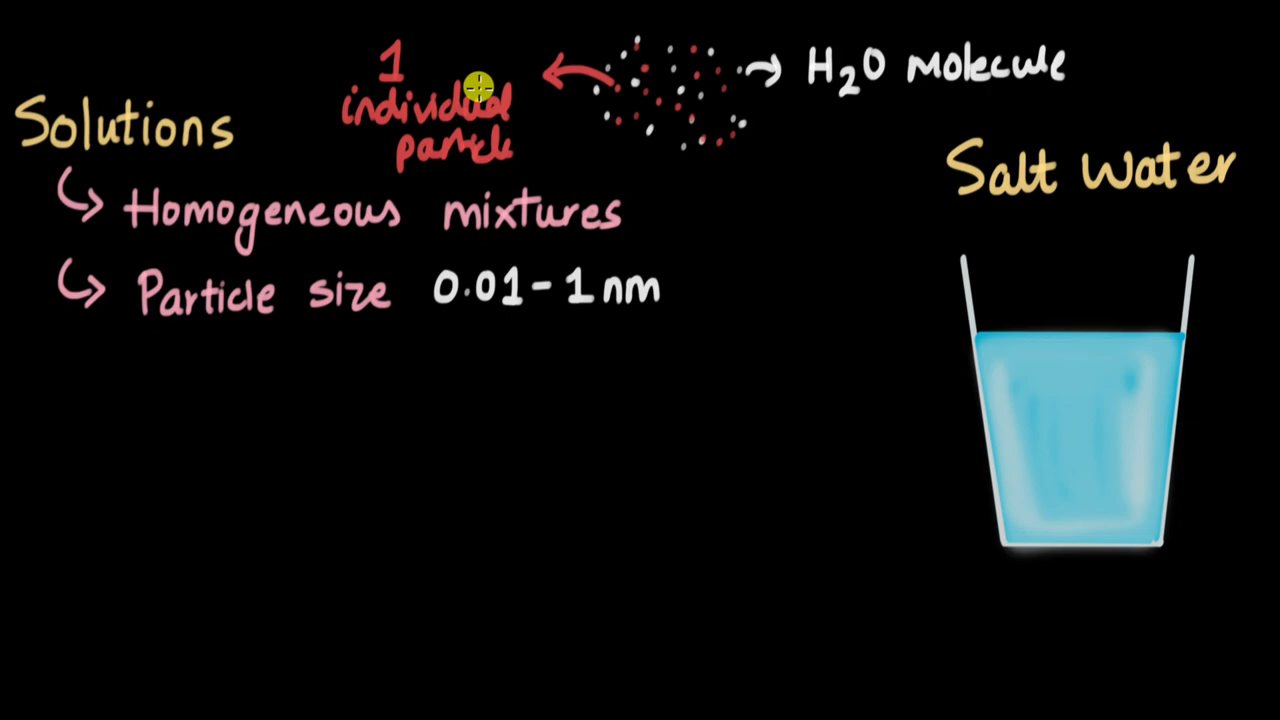 1
individual
particle
H2O molecule
Solutions
Salt water
Homogeneous mixtures
Particle size 0.01-1nm